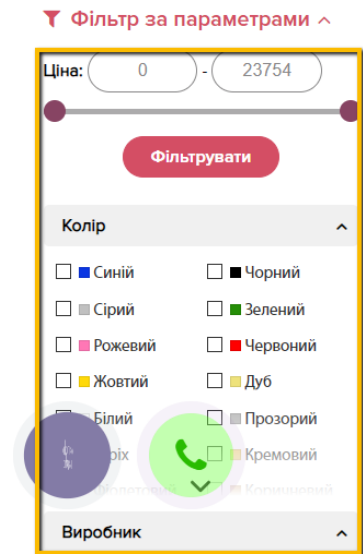 Фільтр за параметрами
Ціна: 0 - 23754
Фільтрувати
Колір
Синій Чорний
Сірий Зелений
Рожевий Червоний
Жовтий Дуб
Білий Прозорий
Кремовий
Коричневий
Виробник